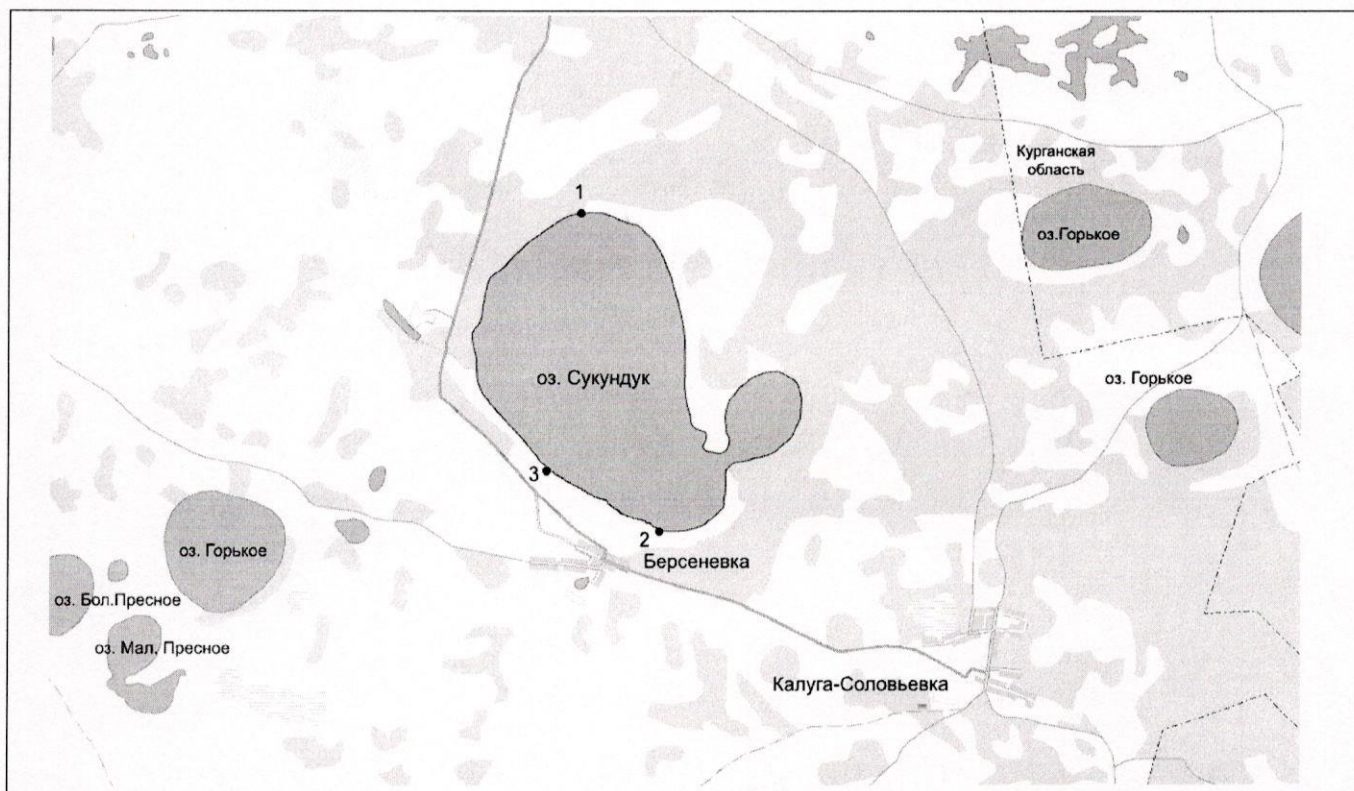 Курганская
область
1
оз.Горькое
оз. Сукундук
оз. Горькое
3
2
оз. Горькое
Берсеневка
оз. Бол.Пресное
оз. Мал. Пресное
Калуга-Соловьевка